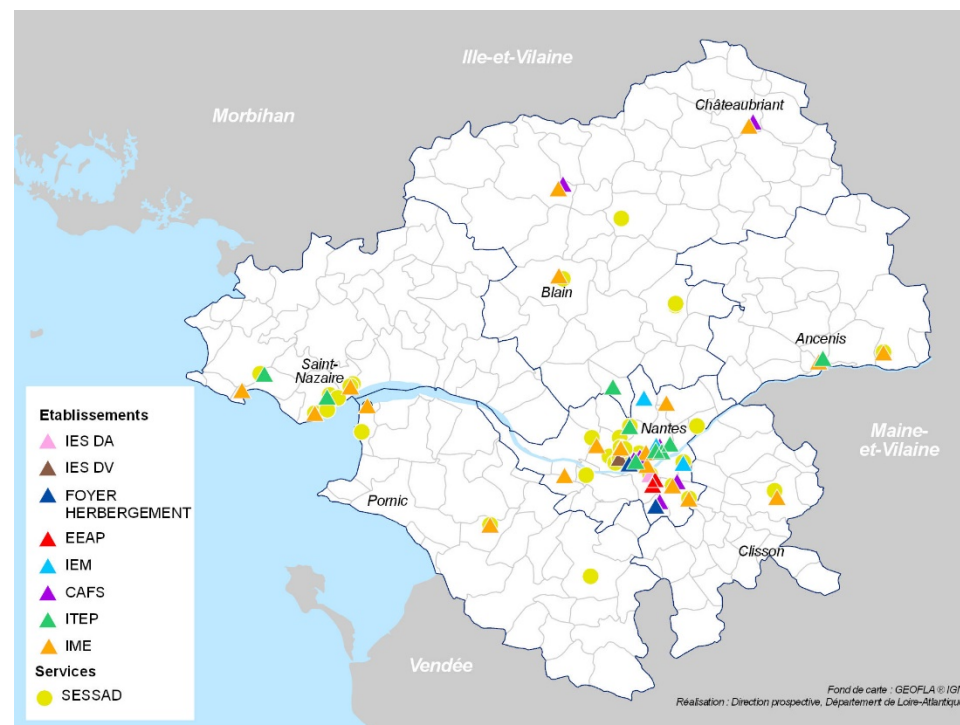 Ille-et-Vilaine
Morbihan
Châteaubriant
Blain
Ancenis
Saint-
Nazaire
Nantes
Maine-
et-Vilaine
Pornic
Clisson
Vendée
Etablissements
IES DA
IES DV
FOYER
HERBERGEMENT
EEAP
IEM
CAFS
ITEP
IME
Services
SESSAD
Fond de carte : GEOFLA ® IGN
Réalisation : Direction prospective, Département de Loire-Atlantique